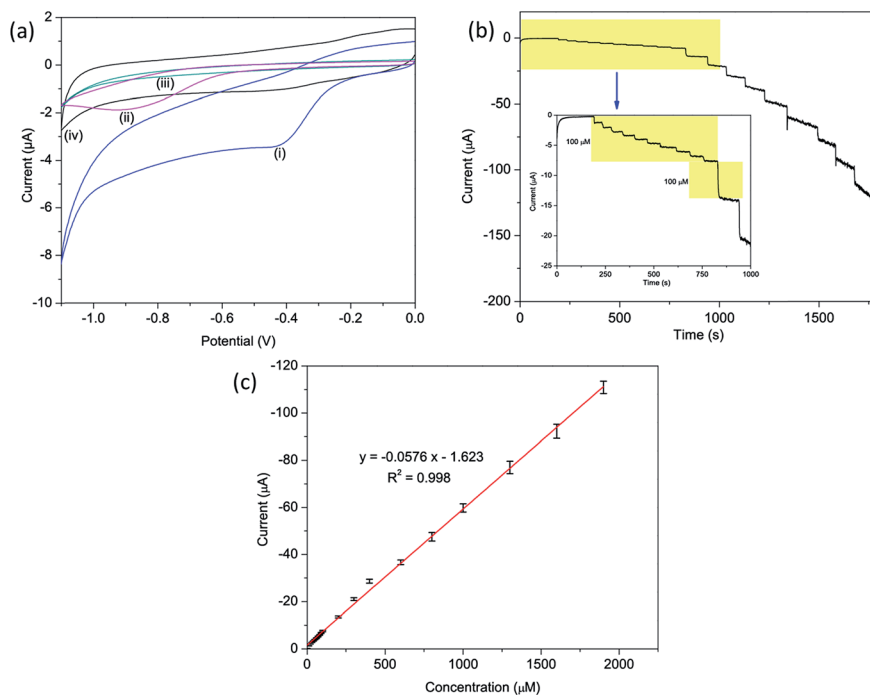 (a)
2
0
-2
-4
-6
-8
-10
Current (µA)
(i)
(ii)
(iii)
(iv)
-1.0
-0.8
-0.6
-0.4
-0.2
0.0
Potential (V)
(b)
0
-50
-100
-150
-200
Current (µA)
0
500
1000
1500
Time (s)
0
-5
-10
-15
-20
-25
Current (µA)
100 µM
100 µM
0
250
500
750
1000
Time (s)
(c)
-120
-100
-80
-60
-40
-20
0
Current (µA)
y = -0.0576 x - 1.623
R² = 0.998
0
500
1000
1500
2000
Concentration (µM)